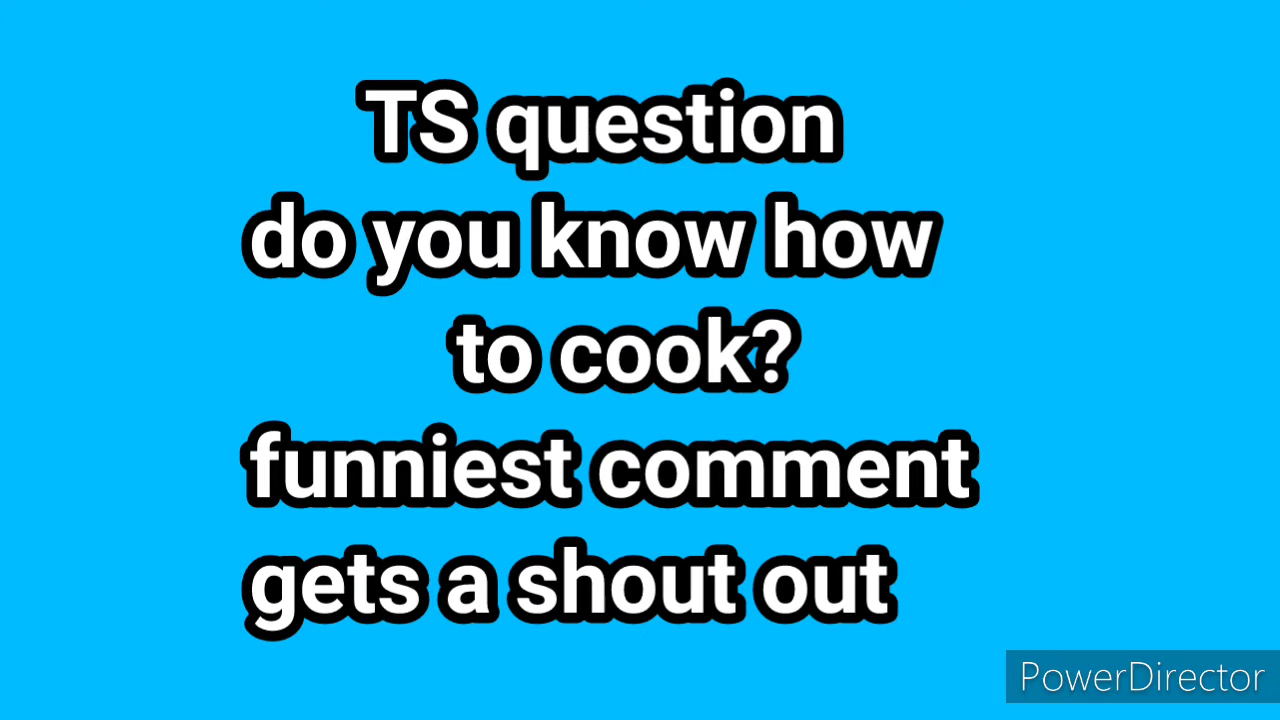 TS question
do you know how
to cook?
funniest comment
gets a shout out
PowerDirector